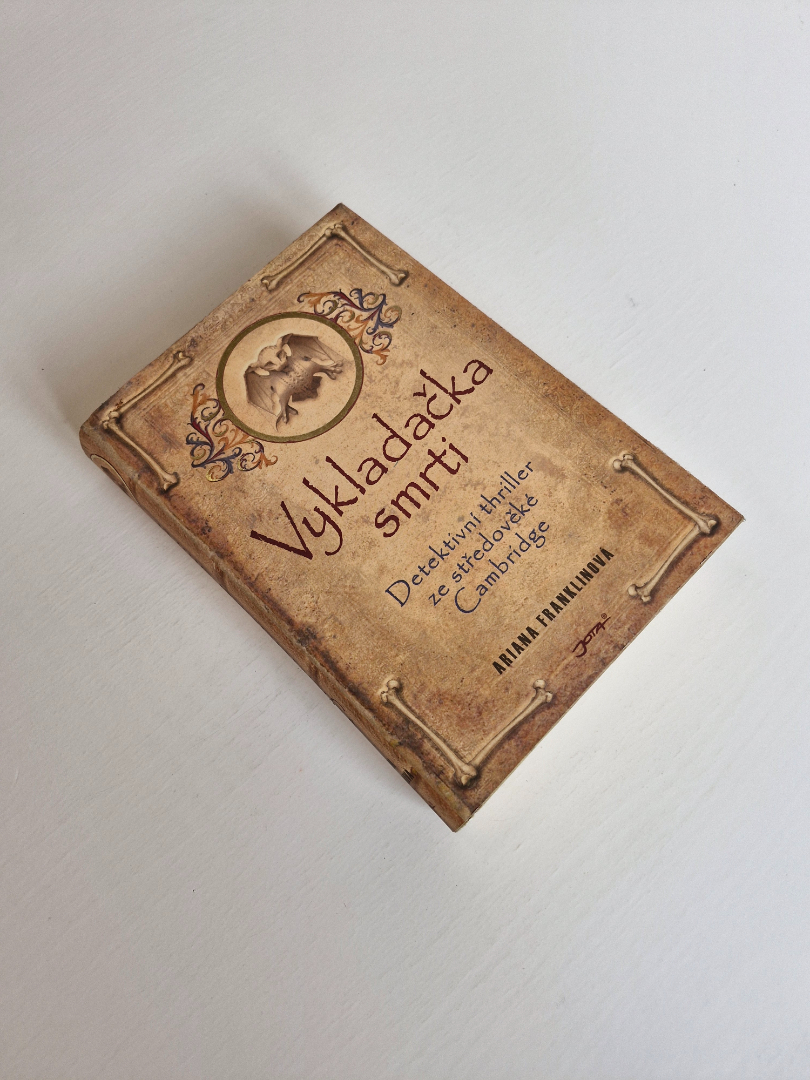 Vykladačka
smrti
Detektivní thriller
ze středověké
Cambridge
ARIANA FRANKLINOVÁ
JOTA®